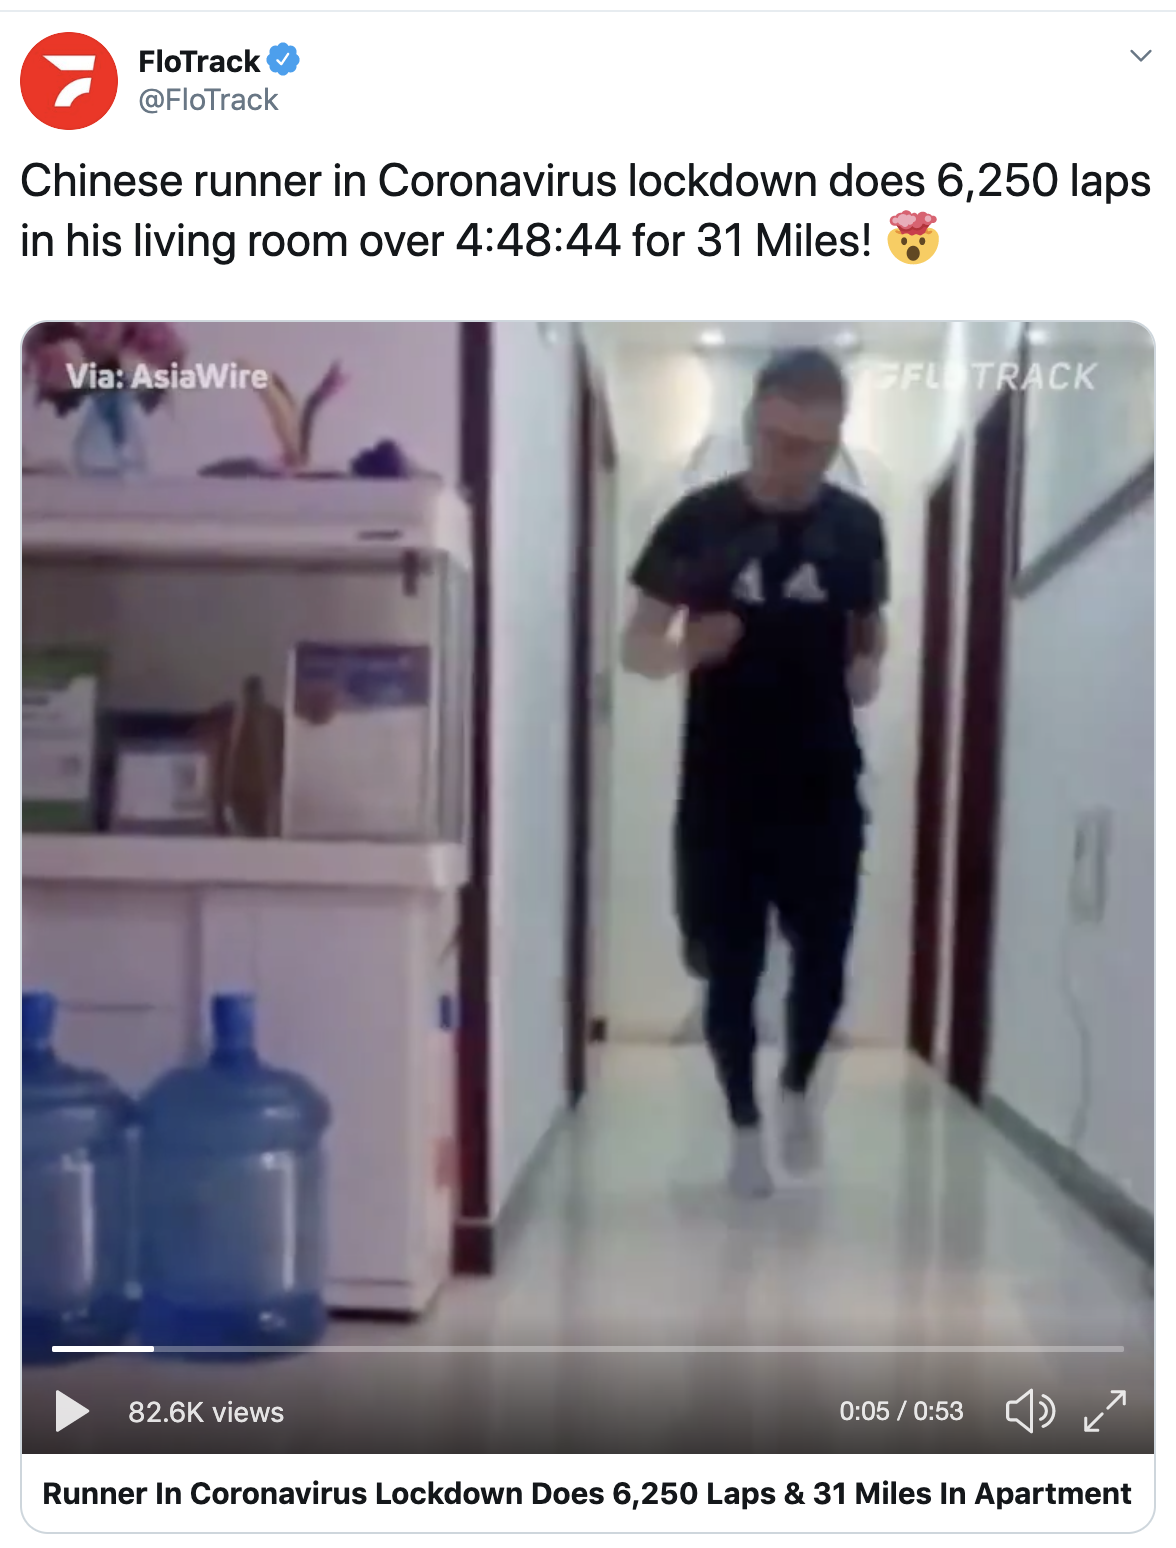 FloTrack
@FloTrack
Chinese runner in Coronavirus lockdown does 6,250 laps
in his living room over 4:48:44 for 31 Miles! 🤯
Via: AsiaWire
FLOTRACK
82.6K views
0:05 / 0:53
Runner In Coronavirus Lockdown Does 6,250 Laps & 31 Miles In Apartment